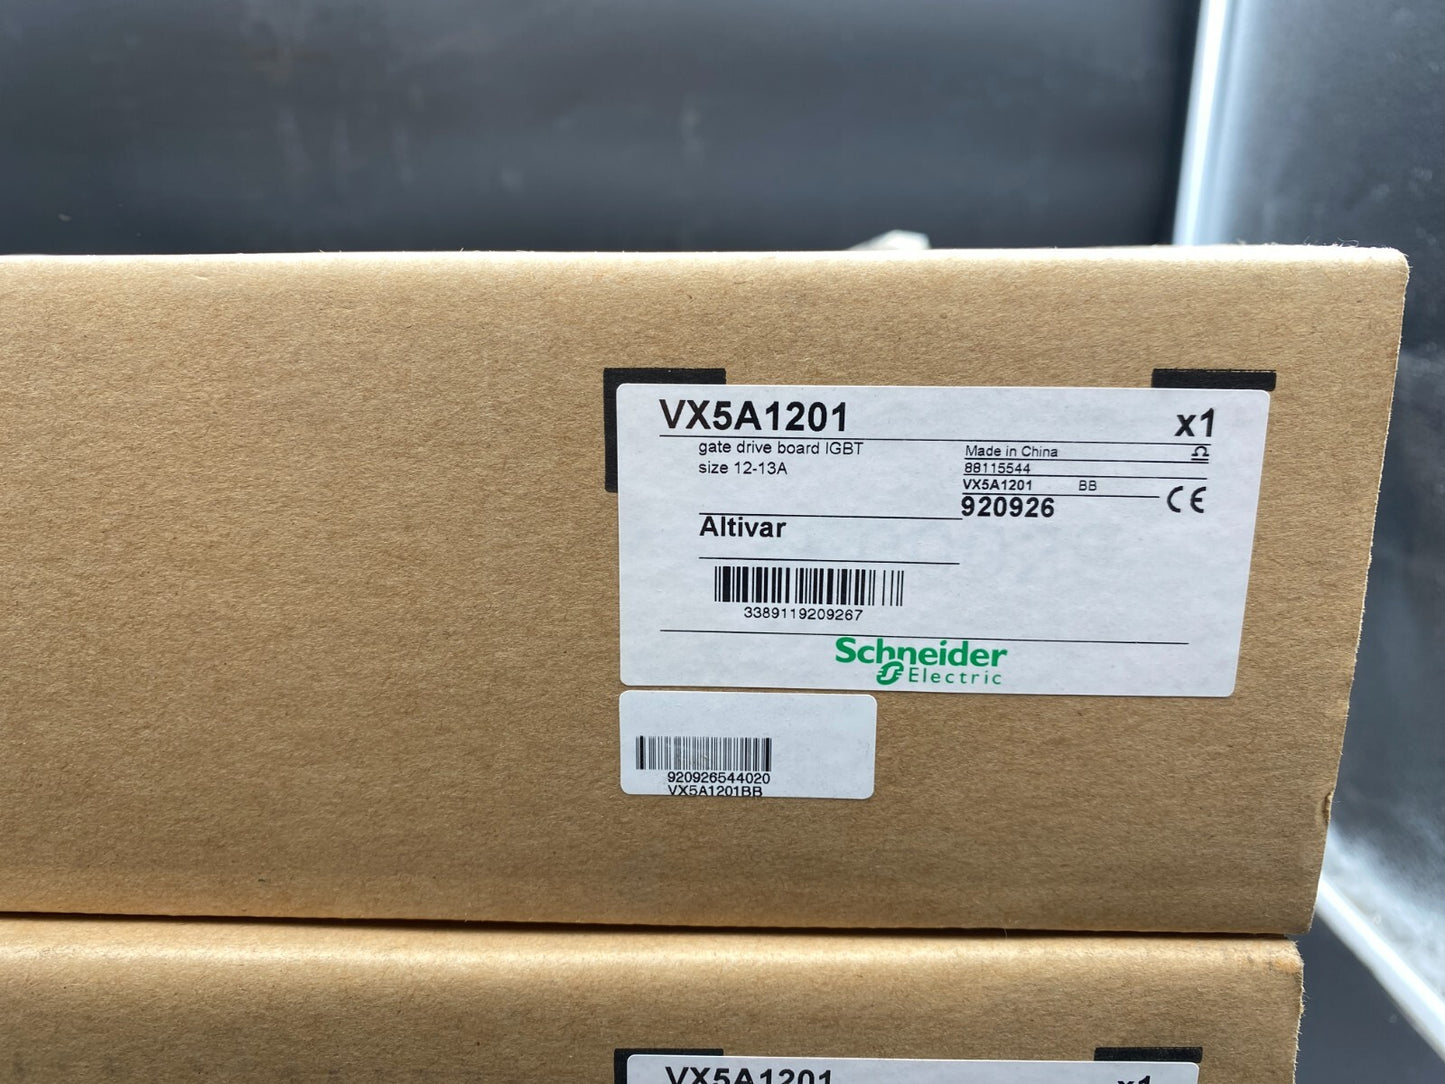 VX5A1201 x1
gate drive board IGBT
size 12-13A
Made in China
88115544
VX5A1201 BB
920926
CE
Altivar
3389119209267
Schneider
Electric
920926544020
VX5A1201BB
VX5A1201 x1